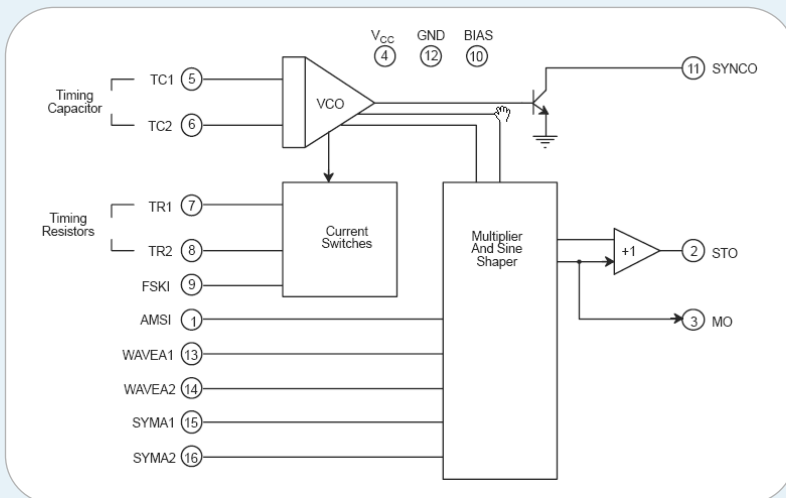 VCC GND BIAS
4 12 10
Timing
Capacitor
TC1 5
TC2 6
VCO
11 SYNCO
Timing
Resistors
TR1 7
TR2 8
FSKI 9
Current
Switches
Multiplier
And Sine
Shaper
+1
2 STO
3 MO
AMSI 1
WAVEA1 13
WAVEA2 14
SYMA1 15
SYMA2 16